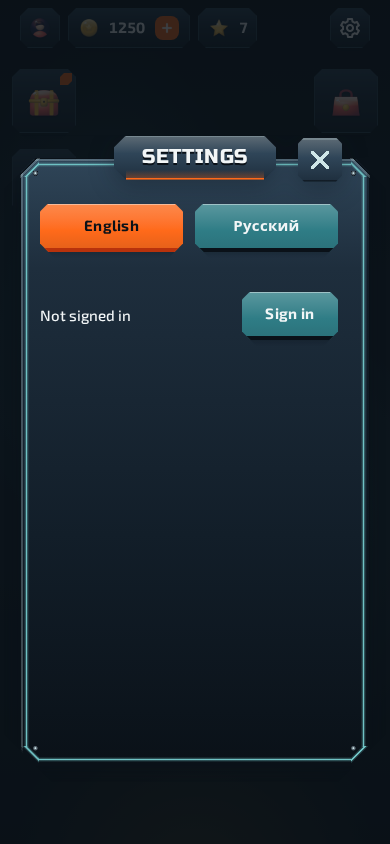 1250
7
SETTINGS
English Русский
Not signed in Sign in